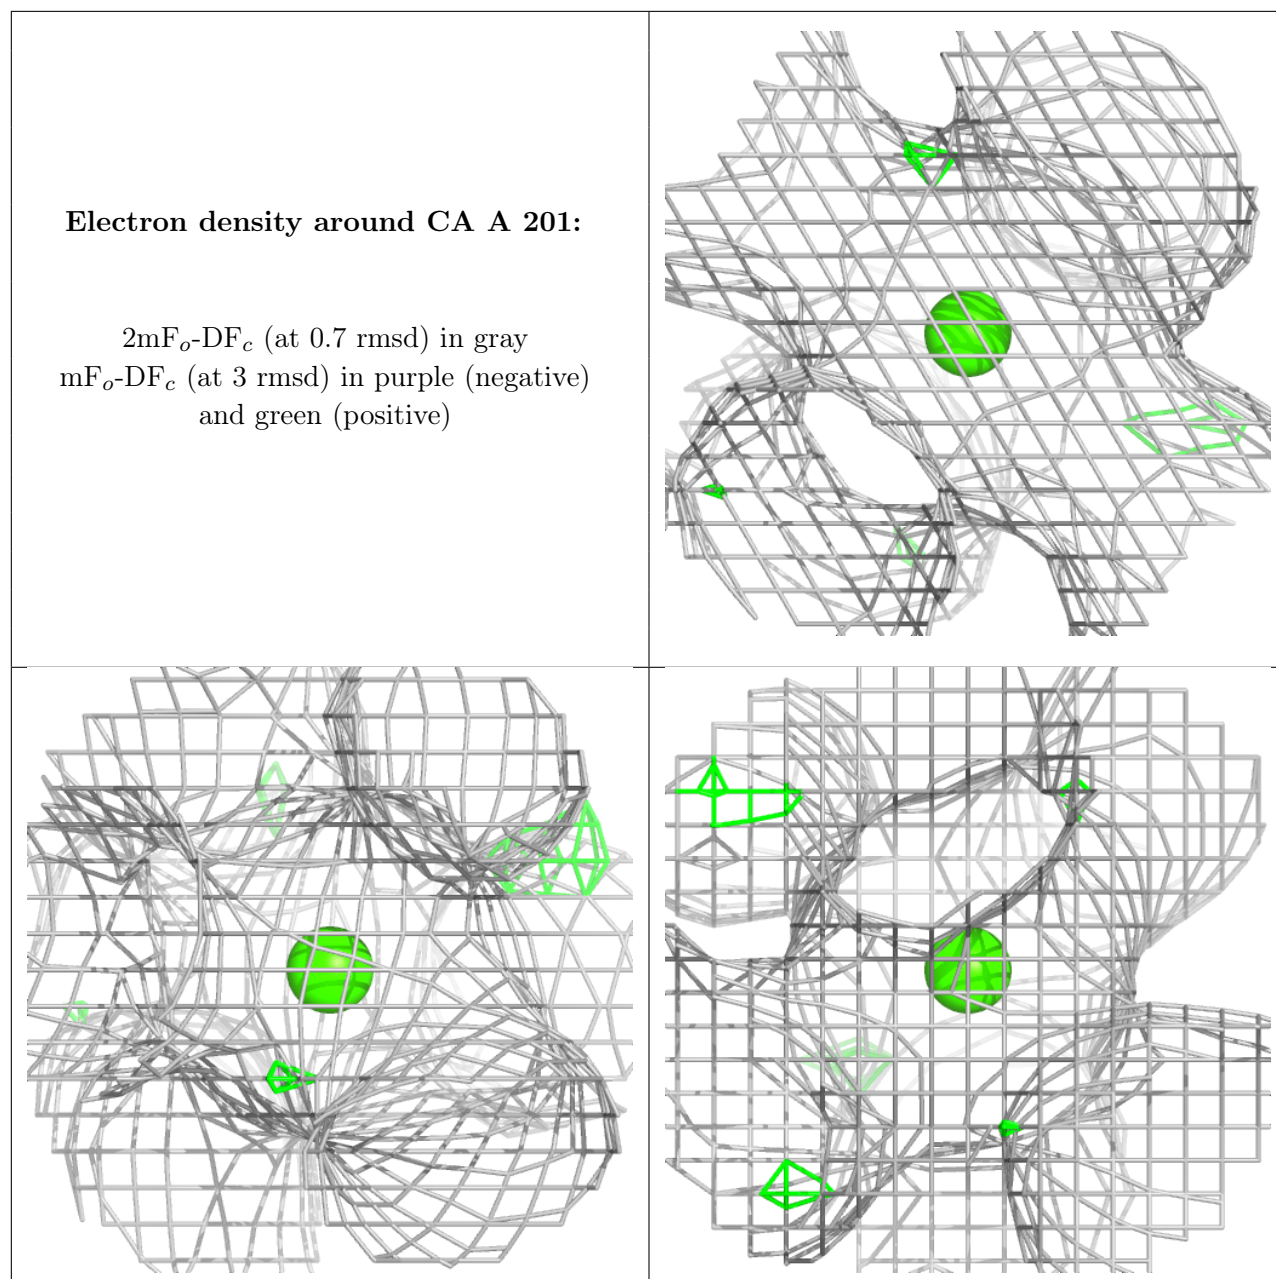 Electron density around CA A 201:
2mFo-DFc (at 0.7 rmsd) in gray
mFo-DFc (at 3 rmsd) in purple (negative)
and green (positive)